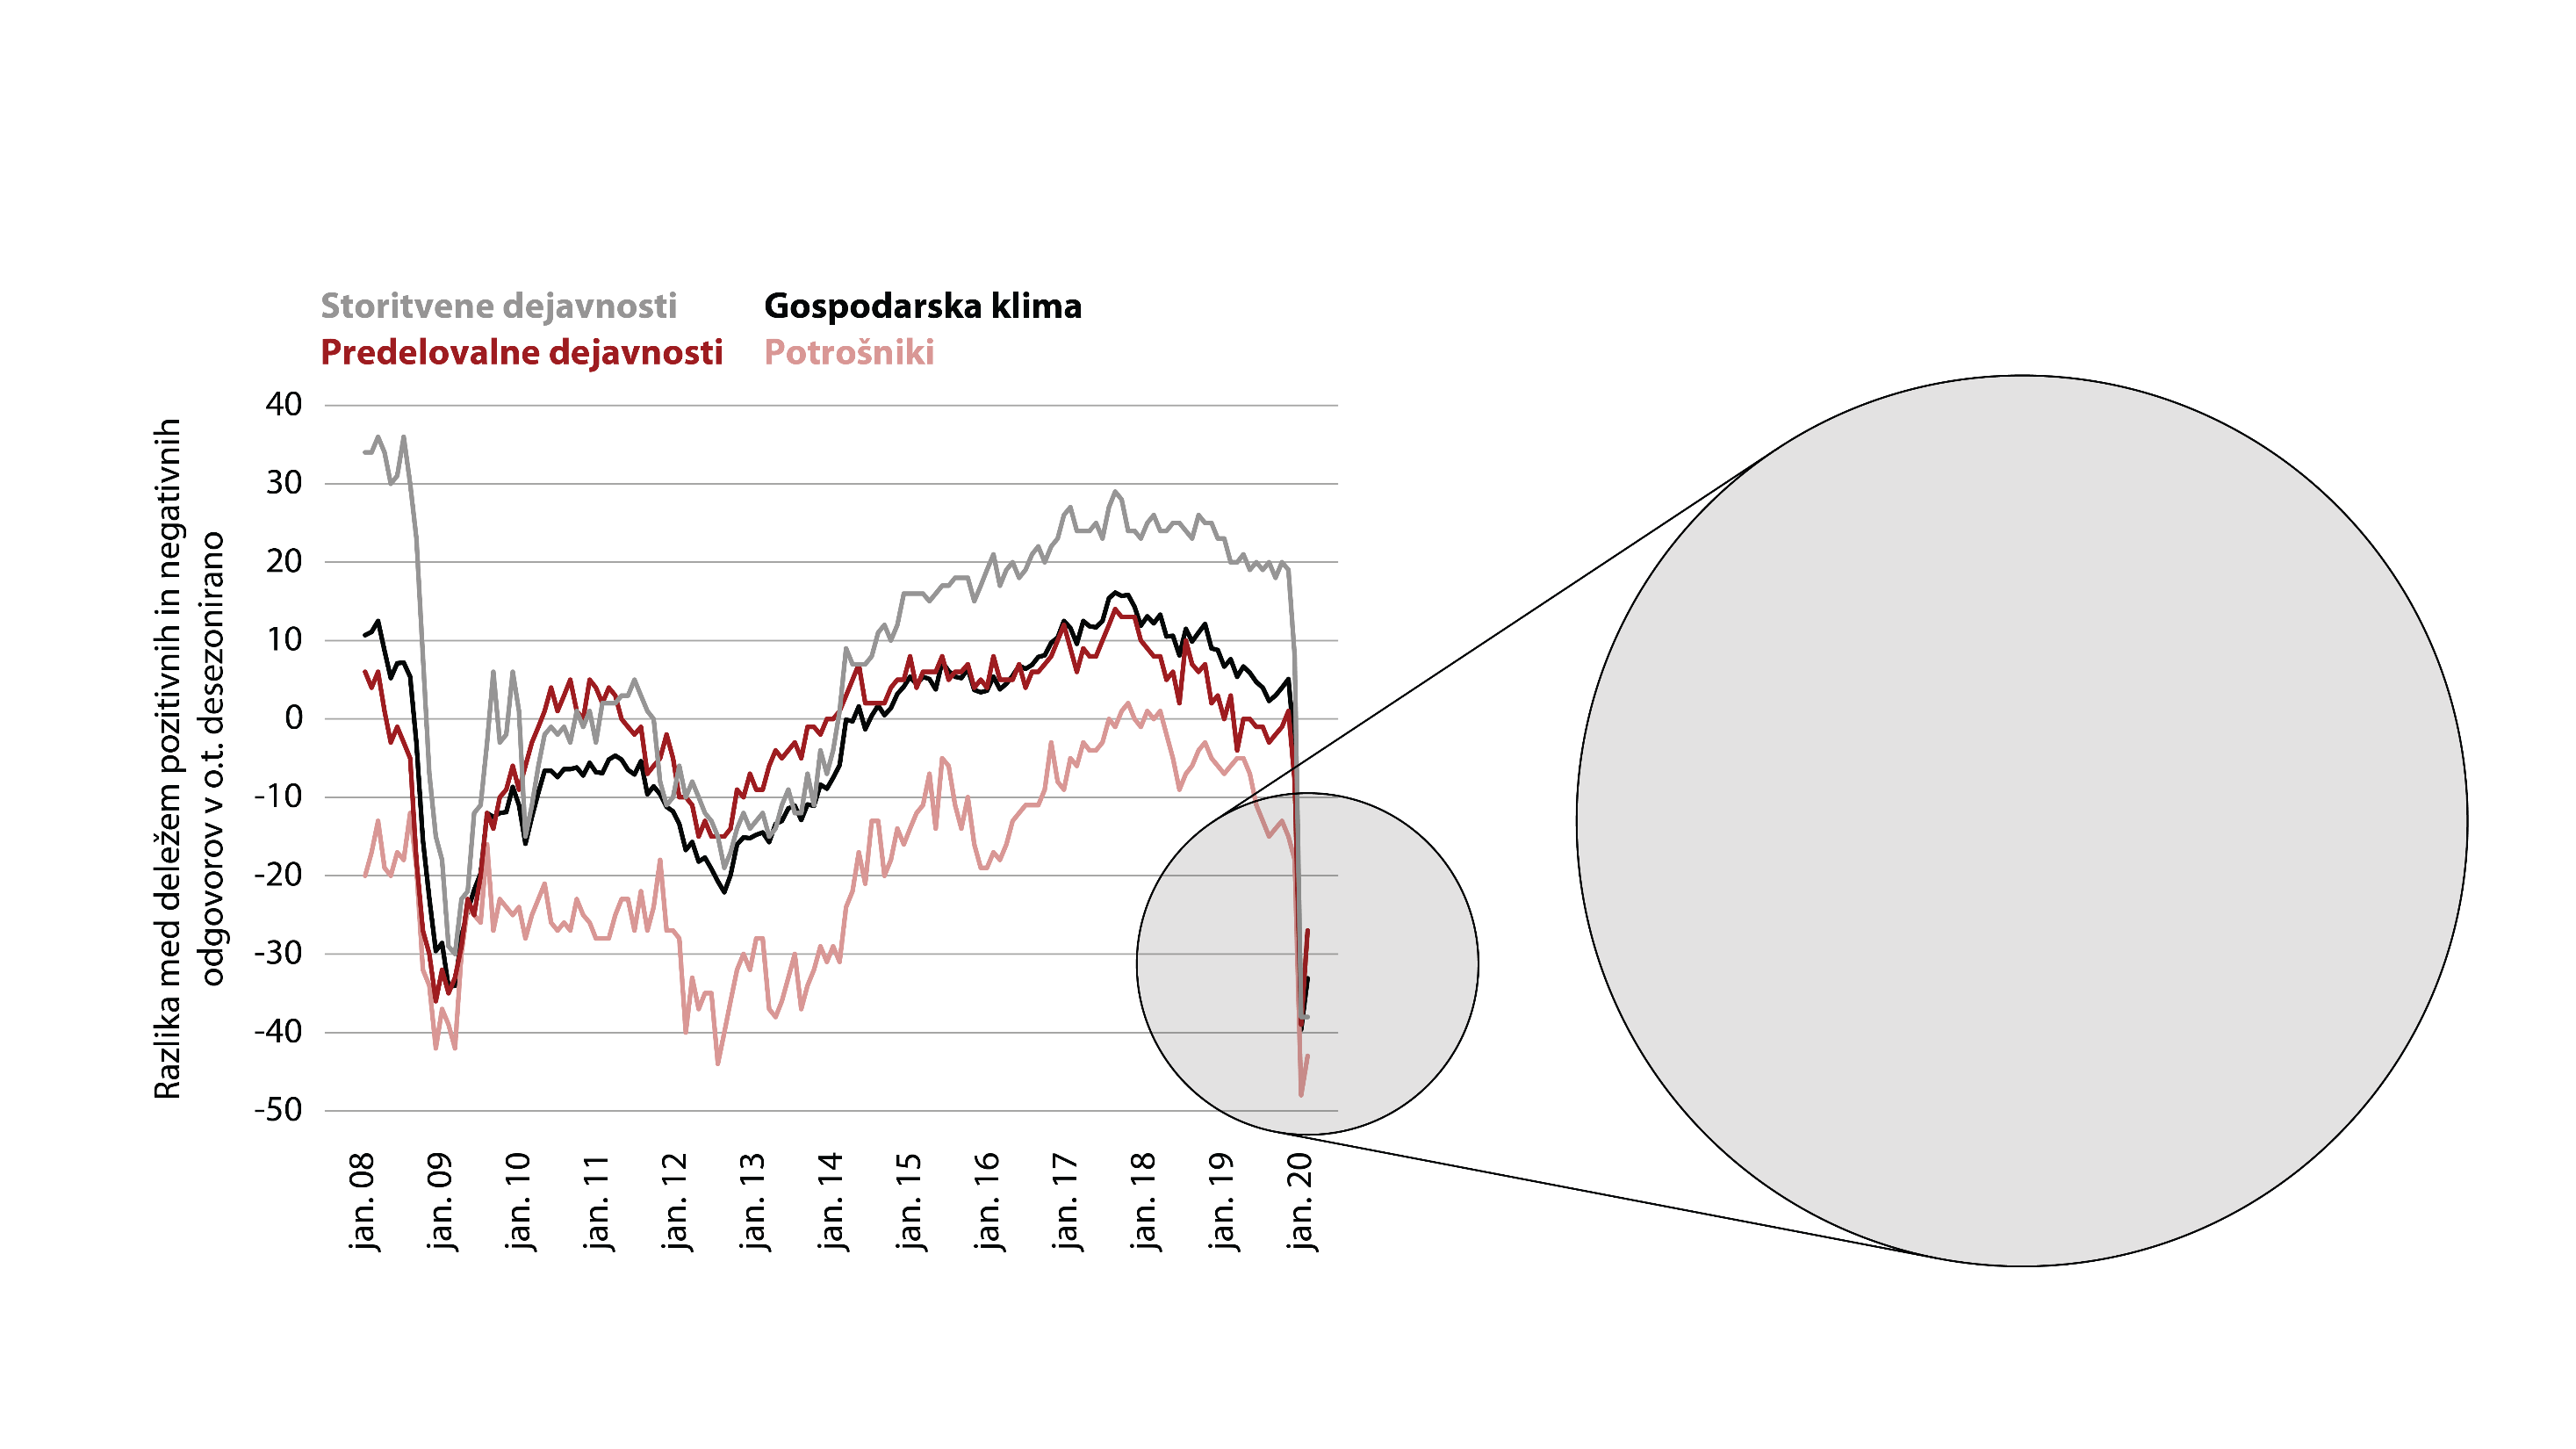 Storitvene dejavnosti
Gospodarska klima
Predelovalne dejavnosti
Potrošniki
Razlika med deležem pozitivnih in negativnih
odgovorov v o.t. desezonirano
40
30
20
10
0
-10
-20
-30
-40
-50
jan. 08
jan. 09
jan. 10
jan. 11
jan. 12
jan. 13
jan. 14
jan. 15
jan. 16
jan. 17
jan. 18
jan. 19
jan. 20